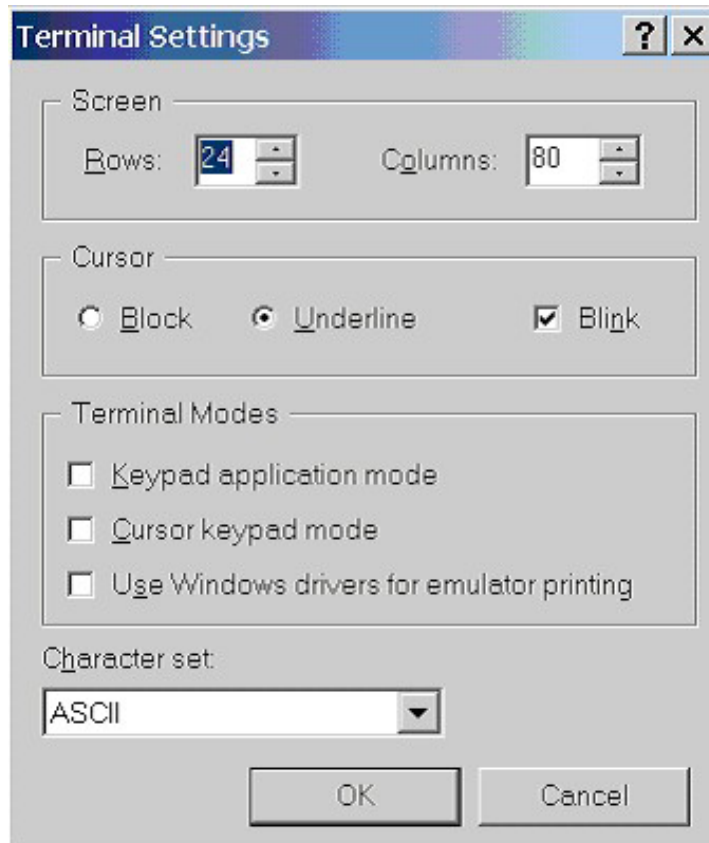 Terminal Settings
Screen
Rows: 24 Columns: 80
Cursor
Block Underline Blink
Terminal Modes
Keypad application mode
Cursor keypad mode
Use Windows drivers for emulator printing
Character set:
ASCII
OK Cancel